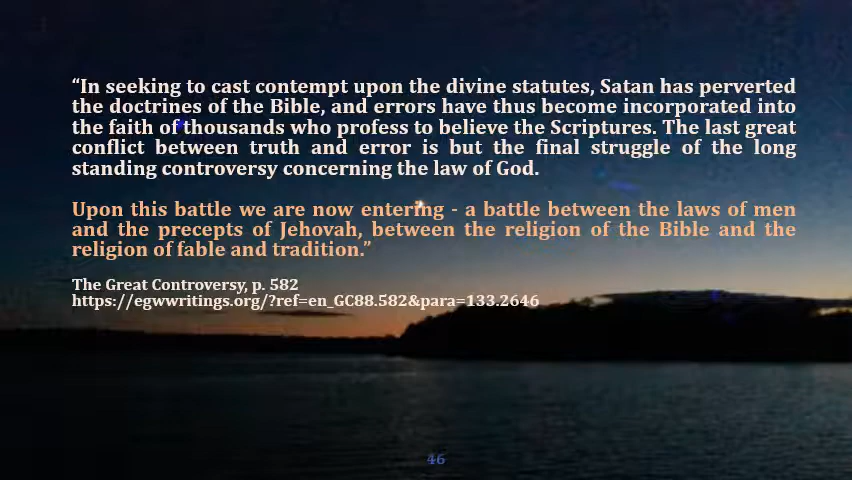 “In seeking to cast contempt upon the divine statutes, Satan has perverted
the doctrines of the Bible, and errors have thus become incorporated into
the faith of thousands who profess to believe the Scriptures. The last great
conflict between truth and error is but the final struggle of the long
standing controversy concerning the law of God.
Upon this battle we are now entering - a battle between the laws of men
and the precepts of Jehovah, between the religion of the Bible and the
religion of fable and tradition.”
The Great Controversy, p. 582
https://egwwritings.org/?ref=en_GC88.582&para=133.2646
46